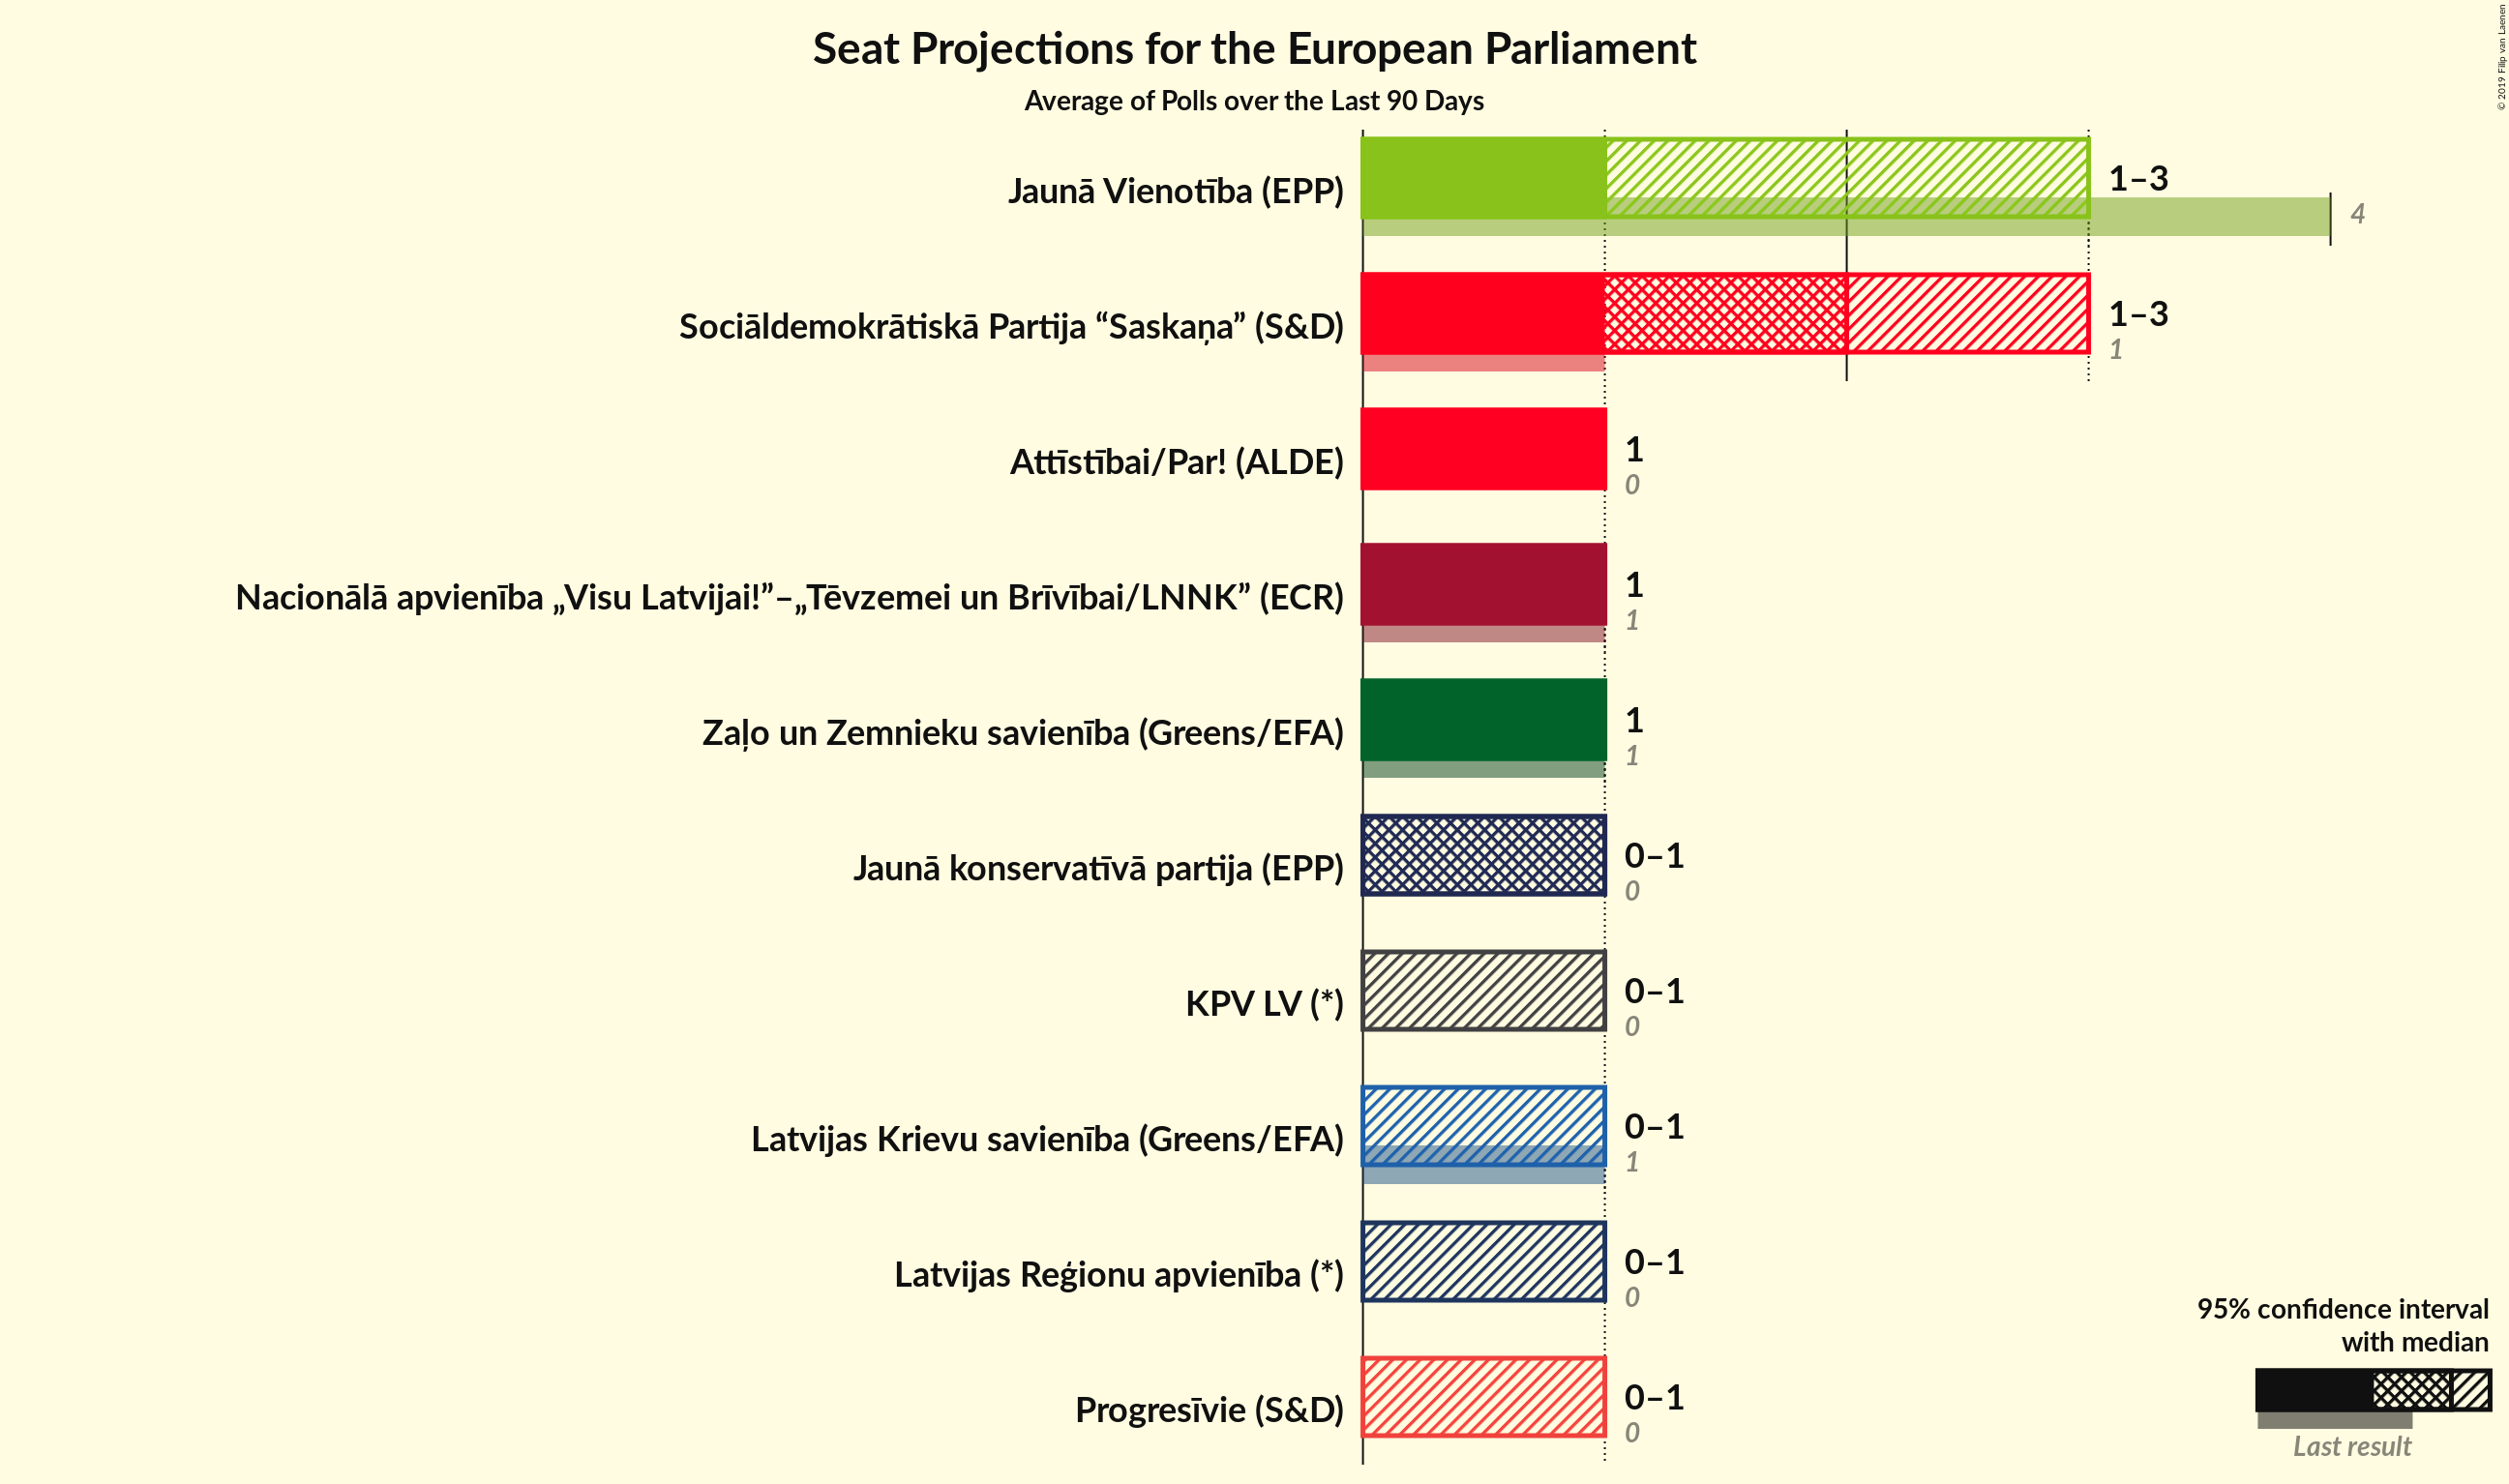 Seat Projections for the European Parliament
Average of Polls over the Last 90 Days
© 2019 Filip van Laenen
Jaunā Vienotība (EPP)
1–3
4
Sociāldemokrātiskā Partija “Saskaņa” (S&D)
1–3
1
Attīstībai/Par! (ALDE)
1
0
Nacionālā apvienība „Visu Latvijai!”–„Tēvzemei un Brīvībai/LNNK” (ECR)
1
1
Zaļo un Zemnieku savienība (Greens/EFA)
1
1
Jaunā konservatīvā partija (EPP)
0–1
0
KPV LV (*)
0–1
0
Latvijas Krievu savienība (Greens/EFA)
0–1
1
Latvijas Reģionu apvienība (*)
0–1
0
Progresīvie (S&D)
0–1
0
95% confidence interval
with median
Last result